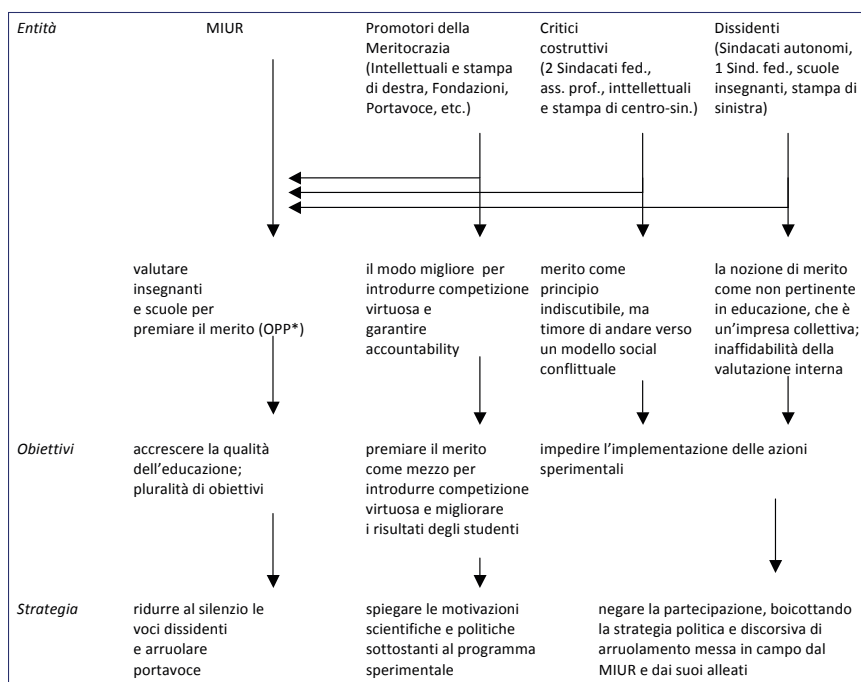 Entità
MIUR
Promotori della
Meritocrazia
(Intellettuali e stampa
di destra, Fondazioni,
Portavoce, etc.)
Critici
costruttivi
(2 Sindacati fed.,
ass. prof., inttellettuali
e stampa di centro-sin.)
Dissidenti
(Sindacati autonomi,
1 Sind. fed., scuole
insegnanti, stampa di
sinistra)
valutare
insegnanti
e scuole per
premiare il merito (OPP*)
il modo migliore per
introdurre competizione
virtuosa e
garantire
accountability
merito come
principio
indiscutibile, ma
timore di andare verso
un modello social
conflittuale
la nozione di merito
come non pertinente
in educazione, che è
un’impresa collettiva;
inaffidabilità della
valutazione interna
Obiettivi
accrescere la qualità
dell’educazione;
pluralità di obiettivi
premiare il merito
come mezzo per
introdurre competizione
virtuosa e migliorare
i risultati degli studenti
impedire l’implementazione delle azioni
sperimentali
Strategia
ridurre al silenzio le
voci dissidenti
e arruolare
portavoce
spiegare le motivazioni
scientifiche e politiche
sottostanti al programma
sperimentale
negare la partecipazione, boicottando
la strategia politica e discorsiva di
arruolamento messa in campo dal
MIUR e dai suoi alleati